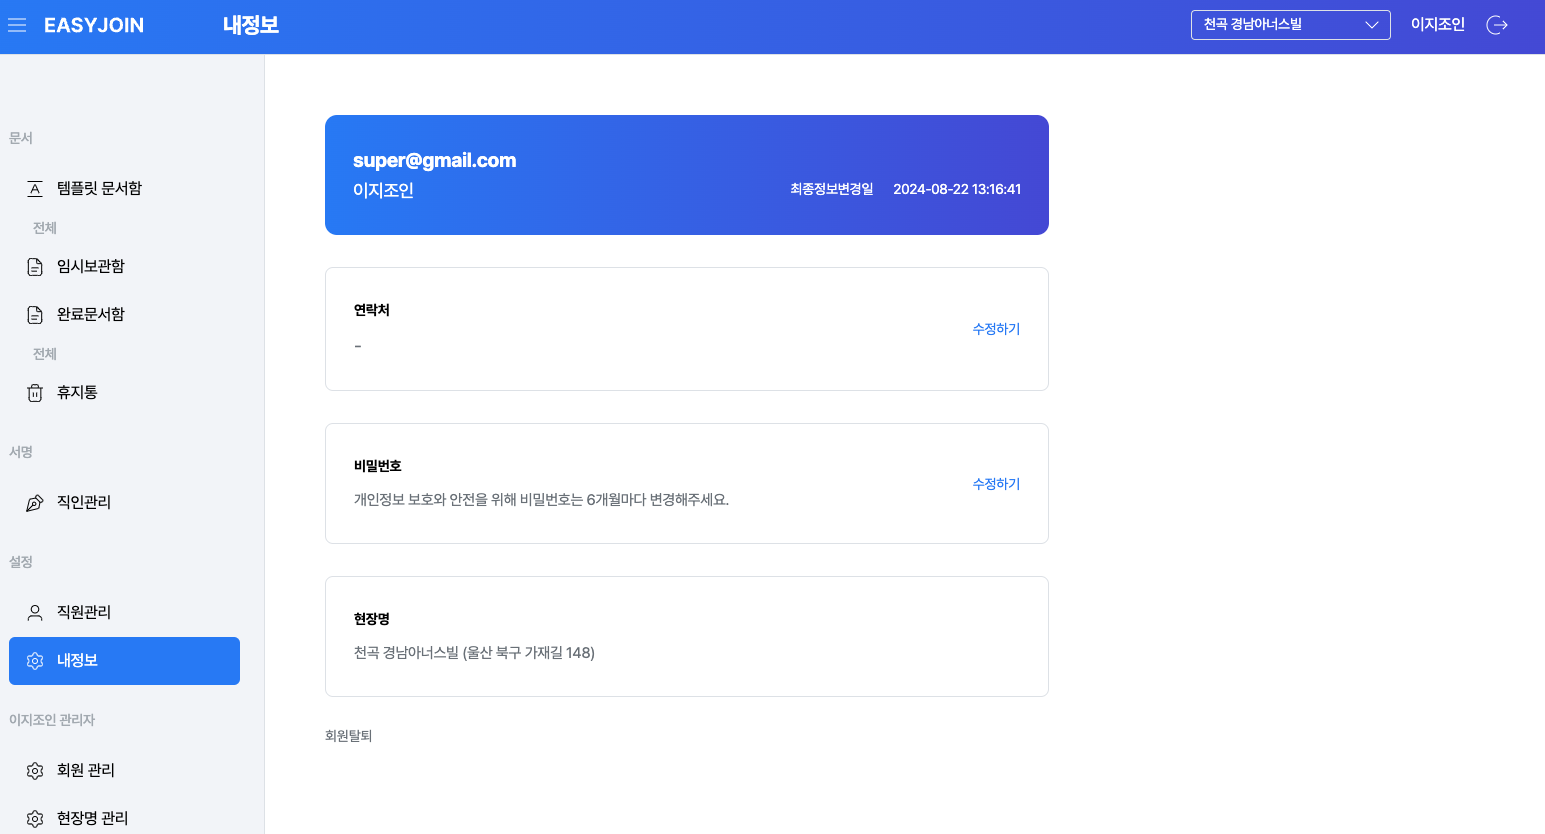 EASYJOIN
내정보
천곡 경남아너스빌
이지조인
문서
템플릿 문서함
전체
임시보관함
완료문서함
전체
휴지통
서명
직인관리
설정
직원관리
내정보
이지조인 관리자
회원 관리
현장명 관리
super@gmail.com
이지조인
최종정보변경일 2024-08-22 13:16:41
연락처
-
수정하기
비밀번호
개인정보 보호와 안전을 위해 비밀번호는 6개월마다 변경해주세요.
수정하기
현장명
천곡 경남아너스빌 (울산 북구 가재길 148)
회원탈퇴